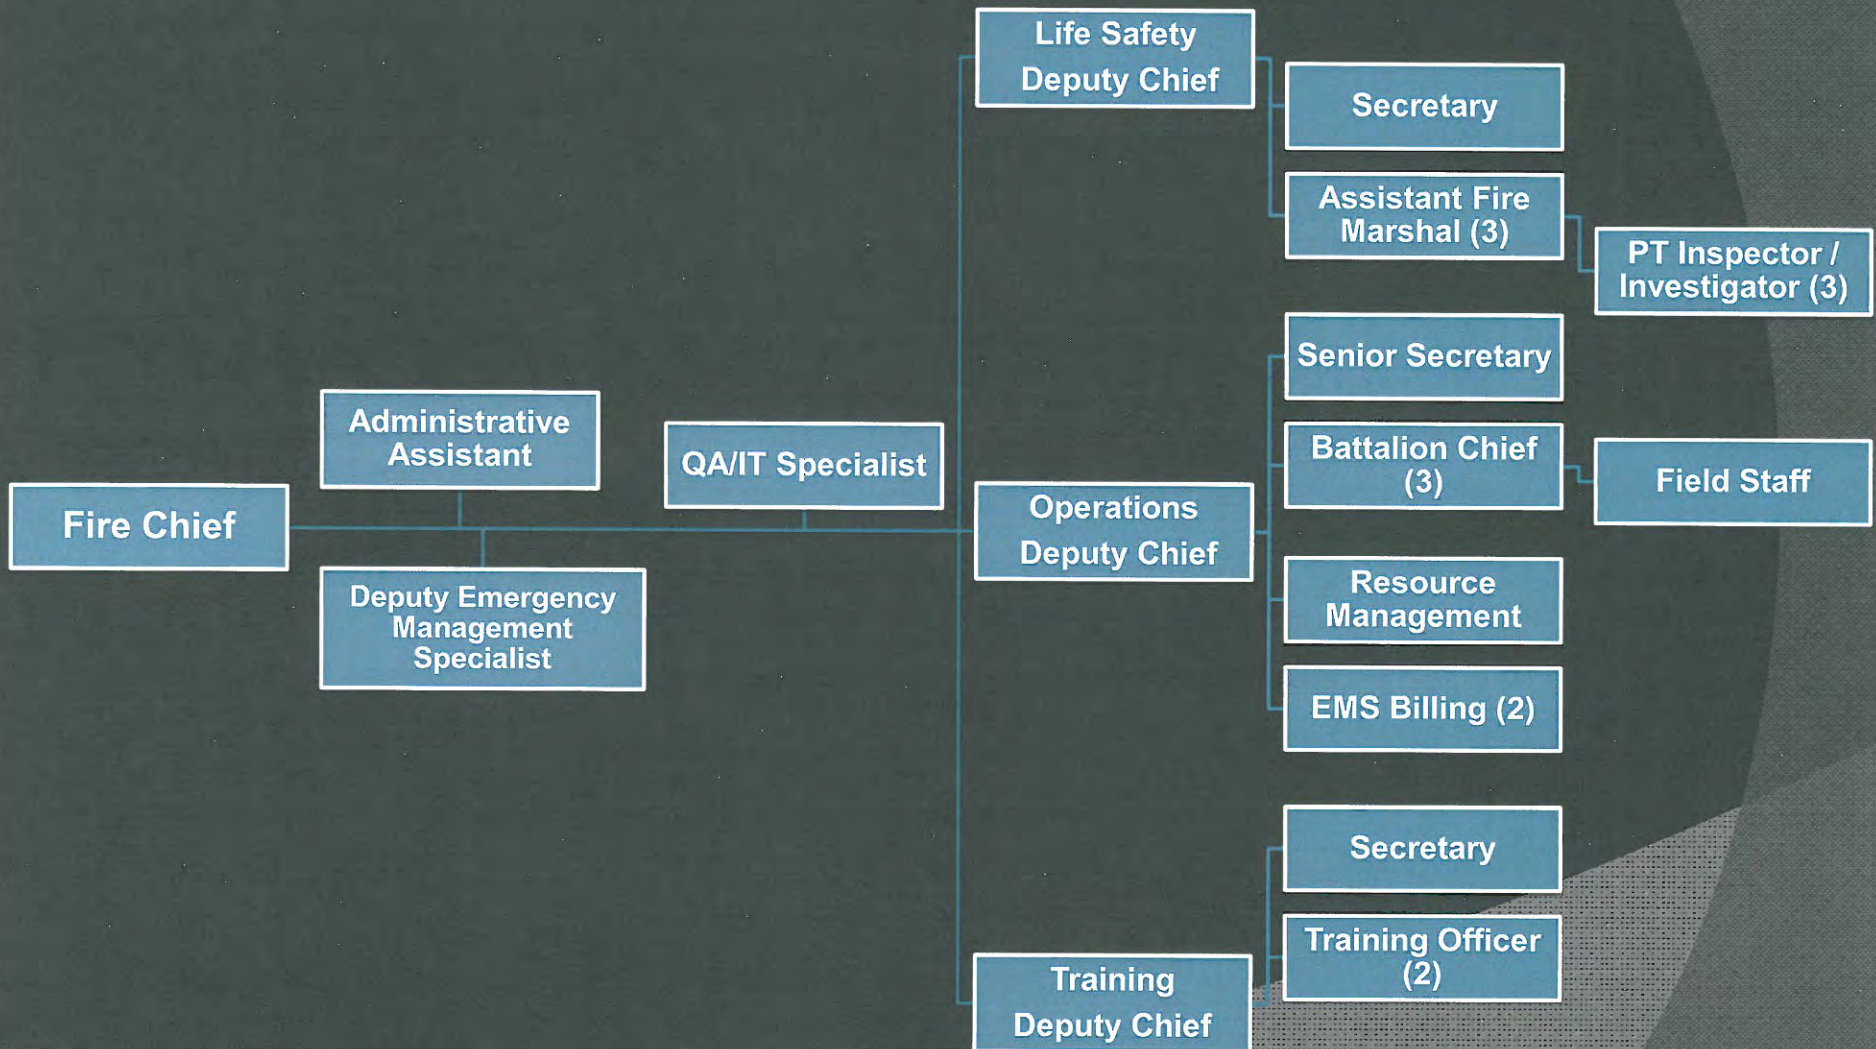 Life Safety
Deputy Chief
Secretary
Assistant Fire
Marshal (3)
PT Inspector /
Investigator (3)
Senior Secretary
Administrative
Assistant
QA/IT Specialist
Battalion Chief
(3)
Field Staff
Fire Chief
Operations
Deputy Chief
Deputy Emergency
Management
Specialist
Resource
Management
EMS Billing (2)
Secretary
Training Officer
(2)
Training
Deputy Chief